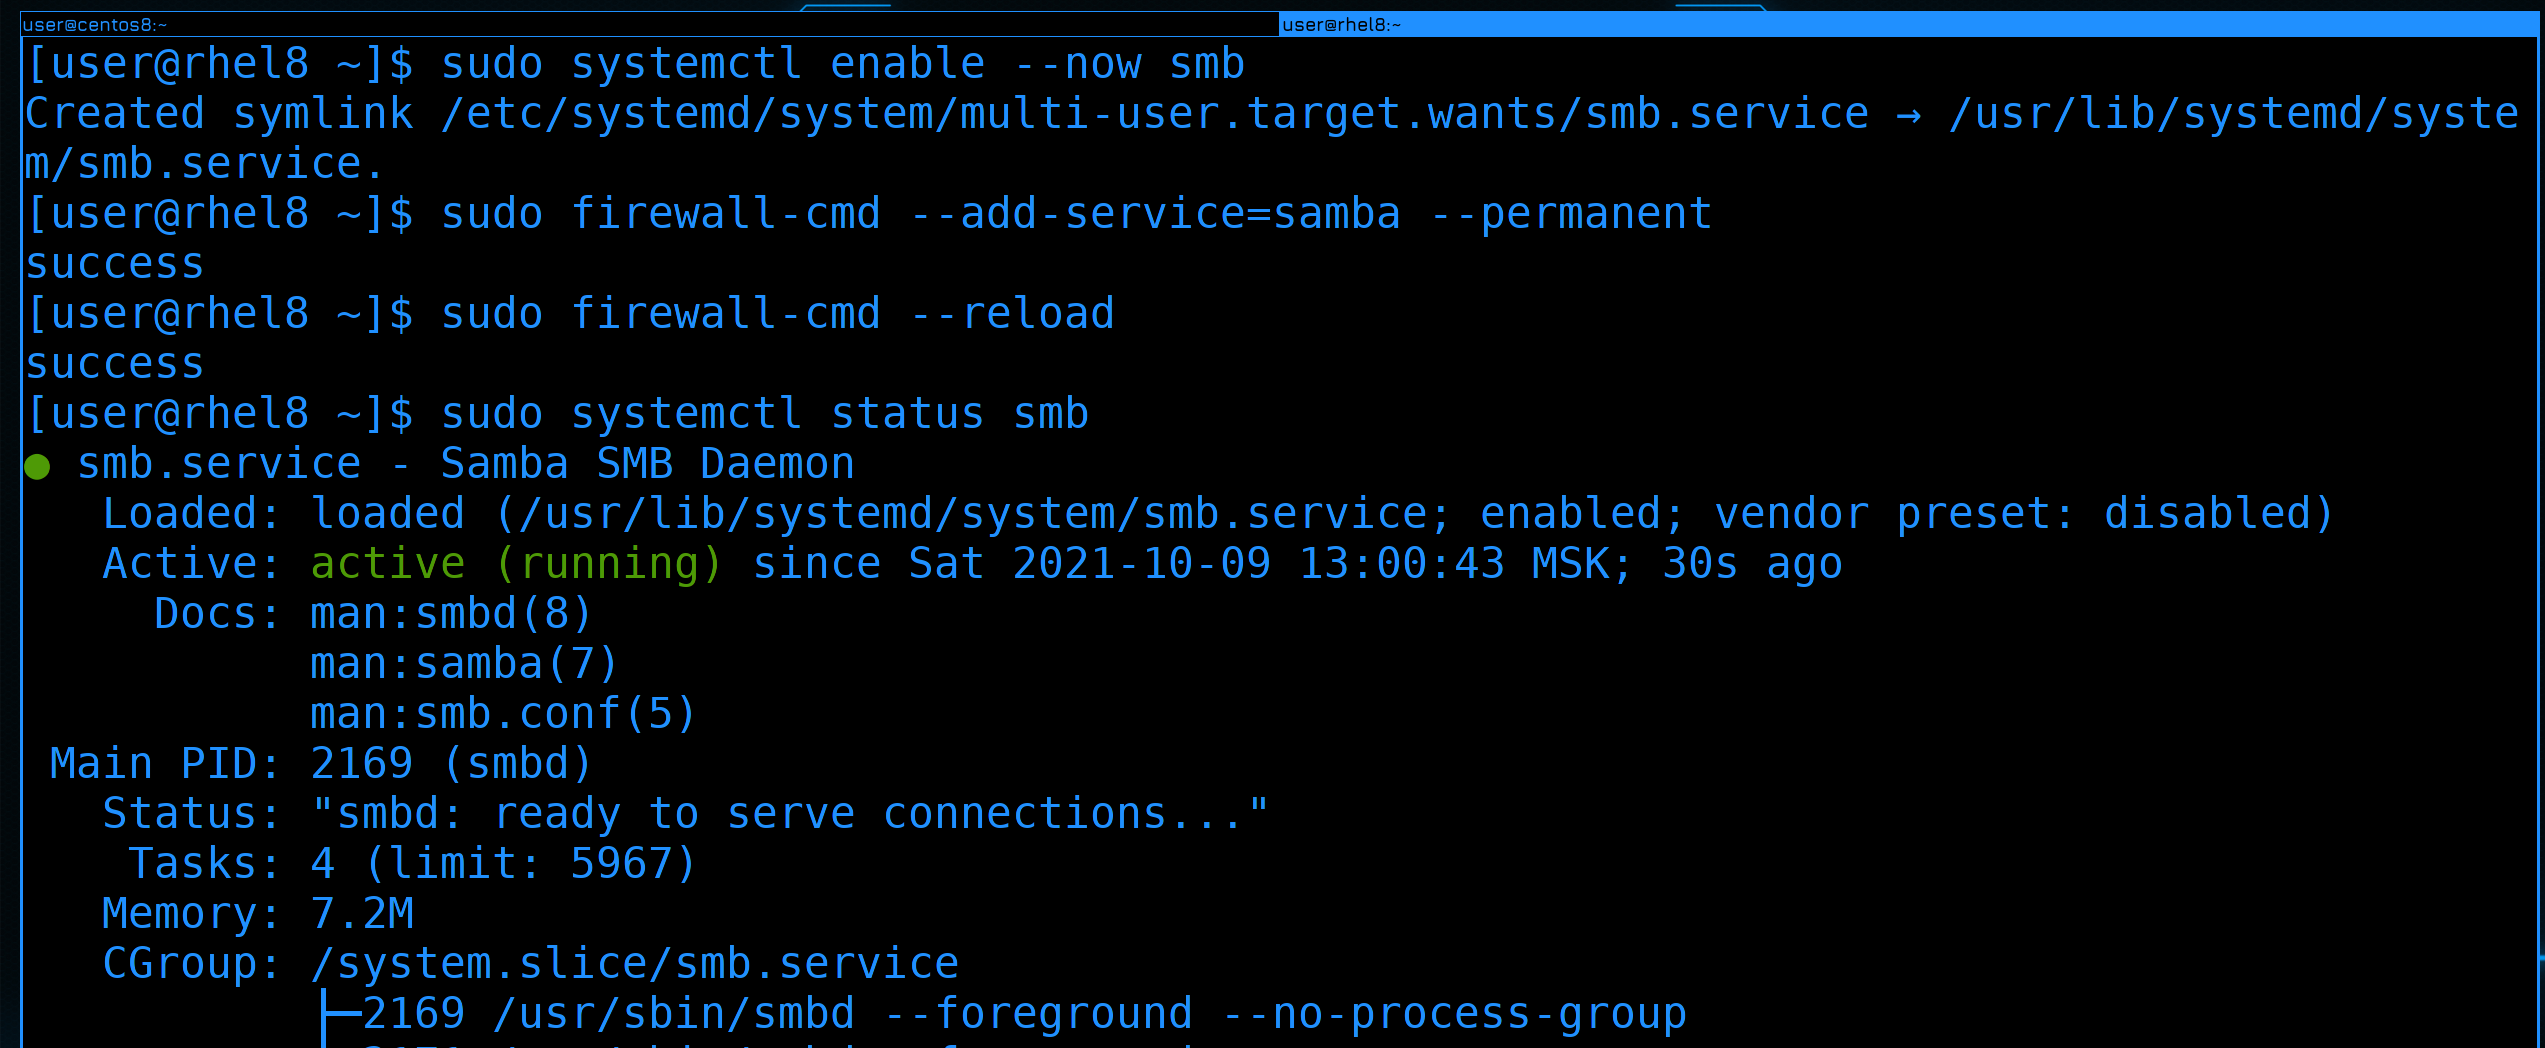 user@centos8:~ user@rhel8:~
[user@rhel8 ~]$ sudo systemctl enable --now smb
Created symlink /etc/systemd/system/multi-user.target.wants/smb.service → /usr/lib/systemd/syste
m/smb.service.
[user@rhel8 ~]$ sudo firewall-cmd --add-service=samba --permanent
success
[user@rhel8 ~]$ sudo firewall-cmd --reload
success
[user@rhel8 ~]$ sudo systemctl status smb
● smb.service - Samba SMB Daemon
   Loaded: loaded (/usr/lib/systemd/system/smb.service; enabled; vendor preset: disabled)
   Active: active (running) since Sat 2021-10-09 13:00:43 MSK; 30s ago
     Docs: man:smbd(8)
           man:samba(7)
           man:smb.conf(5)
 Main PID: 2169 (smbd)
   Status: "smbd: ready to serve connections..."
    Tasks: 4 (limit: 5967)
   Memory: 7.2M
   CGroup: /system.slice/smb.service
           ├─2169 /usr/sbin/smbd --foreground --no-process-group